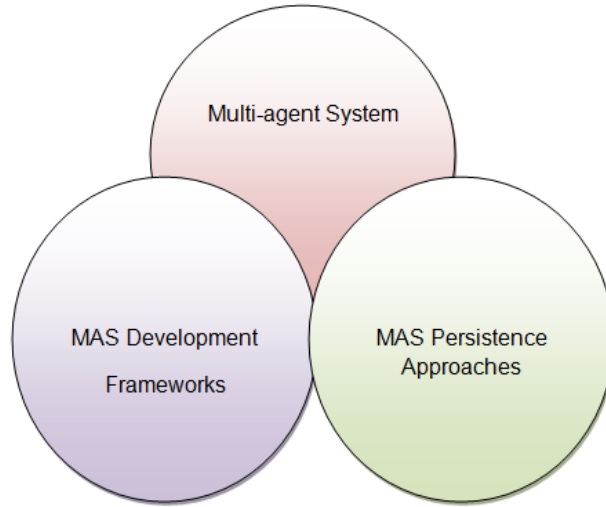 Multi-agent System
MAS Development
Frameworks
MAS Persistence
Approaches